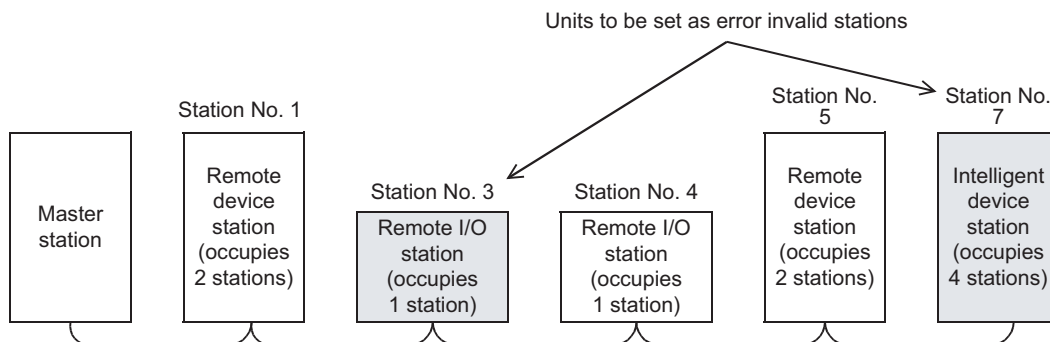 Units to be set as error invalid stations
Station No. 1
Station No. 3
Station No. 4
Station No.
5
Station No.
7
Master
station
Remote
device
station
(occupies
2 stations)
Remote I/O
station
(occupies
1 station)
Remote I/O
station
(occupies
1 station)
Remote
device
station
(occupies
2 stations)
Intelligent
device
station
(occupies
4 stations)